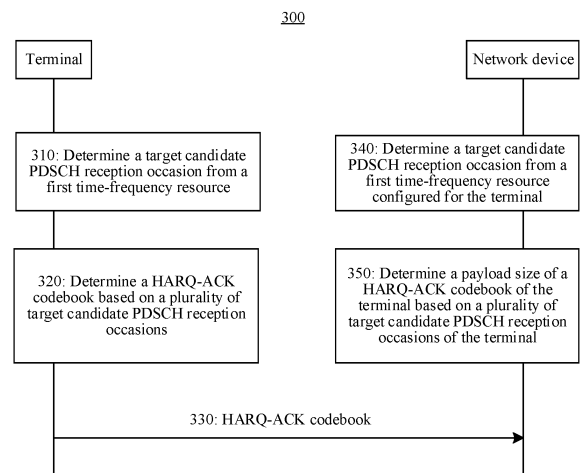 300
Terminal
Network device
310: Determine a target candidate
PDSCH reception occasion from a
first time-frequency resource
340: Determine a target candidate
PDSCH reception occasion from a
first time-frequency resource
configured for the terminal
320: Determine a HARQ-ACK
codebook based on a plurality of
target candidate PDSCH reception
occasions
350: Determine a payload size of a
HARQ-ACK codebook of the
terminal based on a plurality of
target candidate PDSCH reception
occasions of the terminal
330: HARQ-ACK codebook